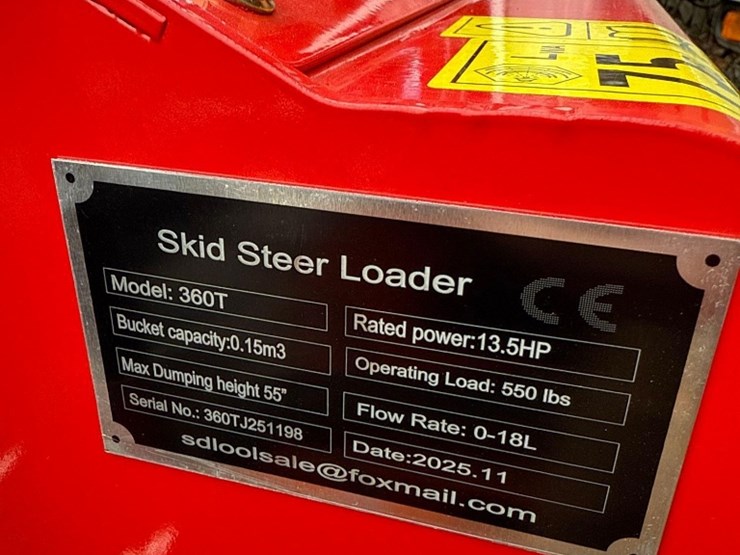 Skid Steer Loader
CE
Model: 360T
Rated power:13.5HP
Bucket capacity:0.15m3
Operating Load: 550 lbs
Max Dumping height 55"
Flow Rate: 0-18L
Serial No.: 360TJ251198
Date:2025.11
sdloolsale@foxmail.com